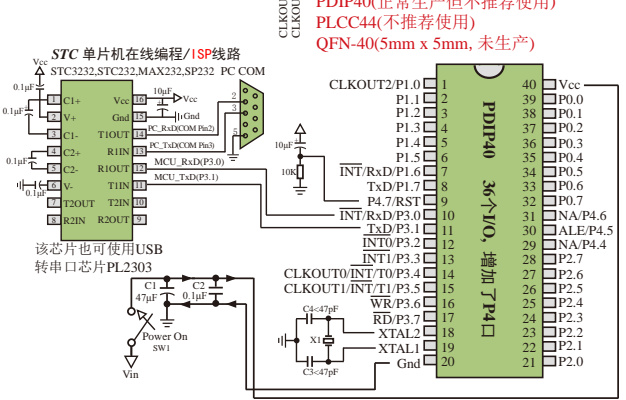 CLKOU
CLKOU
PDIP40(正常生产但不推荐使用)
PLCC44(不推荐使用)
QFN-40(5mm x 5mm, 未生产)
STC 单片机在线编程/ISP线路
STC3232,STC232,MAX232,SP232 PC COM
Vcc
0.1μF
0.1μF
0.1μF
0.1μF
1 C1+
2 V+
3 C1-
4 C2+
5 C2-
6 V-
7 T2OUT
8 R2IN
Vcc 16
Gnd 15
T1OUT 14
R1IN 13
R1OUT 12
T1IN 11
T2IN 10
R2OUT 9
10μF
Vcc
Gnd
PC_RxD(COM Pin2)
PC_TxD(COM Pin3)
MCU_RxD(P3.0)
MCU_TxD(P3.1)
2
3
5
该芯片也可使用USB
转串口芯片PL2303
C1
47μF
C2
0.1μF
Power On
SW1
Vin
10μF
10K
C4<47pF
X1
C3<47pF
CLKOUT2/P1.0 1
P1.1 2
P1.2 3
P1.3 4
P1.4 5
P1.5 6
INT/RxD/P1.6 7
TxD/P1.7 8
P4.7/RST 9
INT/RxD/P3.0 10
TxD/P3.1 11
INT0/P3.2 12
INT1/P3.3 13
CLKOUT0/INT/T0/P3.4 14
CLKOUT1/INT/T1/P3.5 15
WR/P3.6 16
RD/P3.7 17
XTAL2 18
XTAL1 19
Gnd 20
PDIP40
36个I/O, 增加了P4口
40 Vcc
39 P0.0
38 P0.1
37 P0.2
36 P0.3
35 P0.4
34 P0.5
33 P0.6
32 P0.7
31 NA/P4.6
30 ALE/P4.5
29 NA/P4.4
28 P2.7
27 P2.6
26 P2.5
25 P2.4
24 P2.3
23 P2.2
22 P2.1
21 P2.0